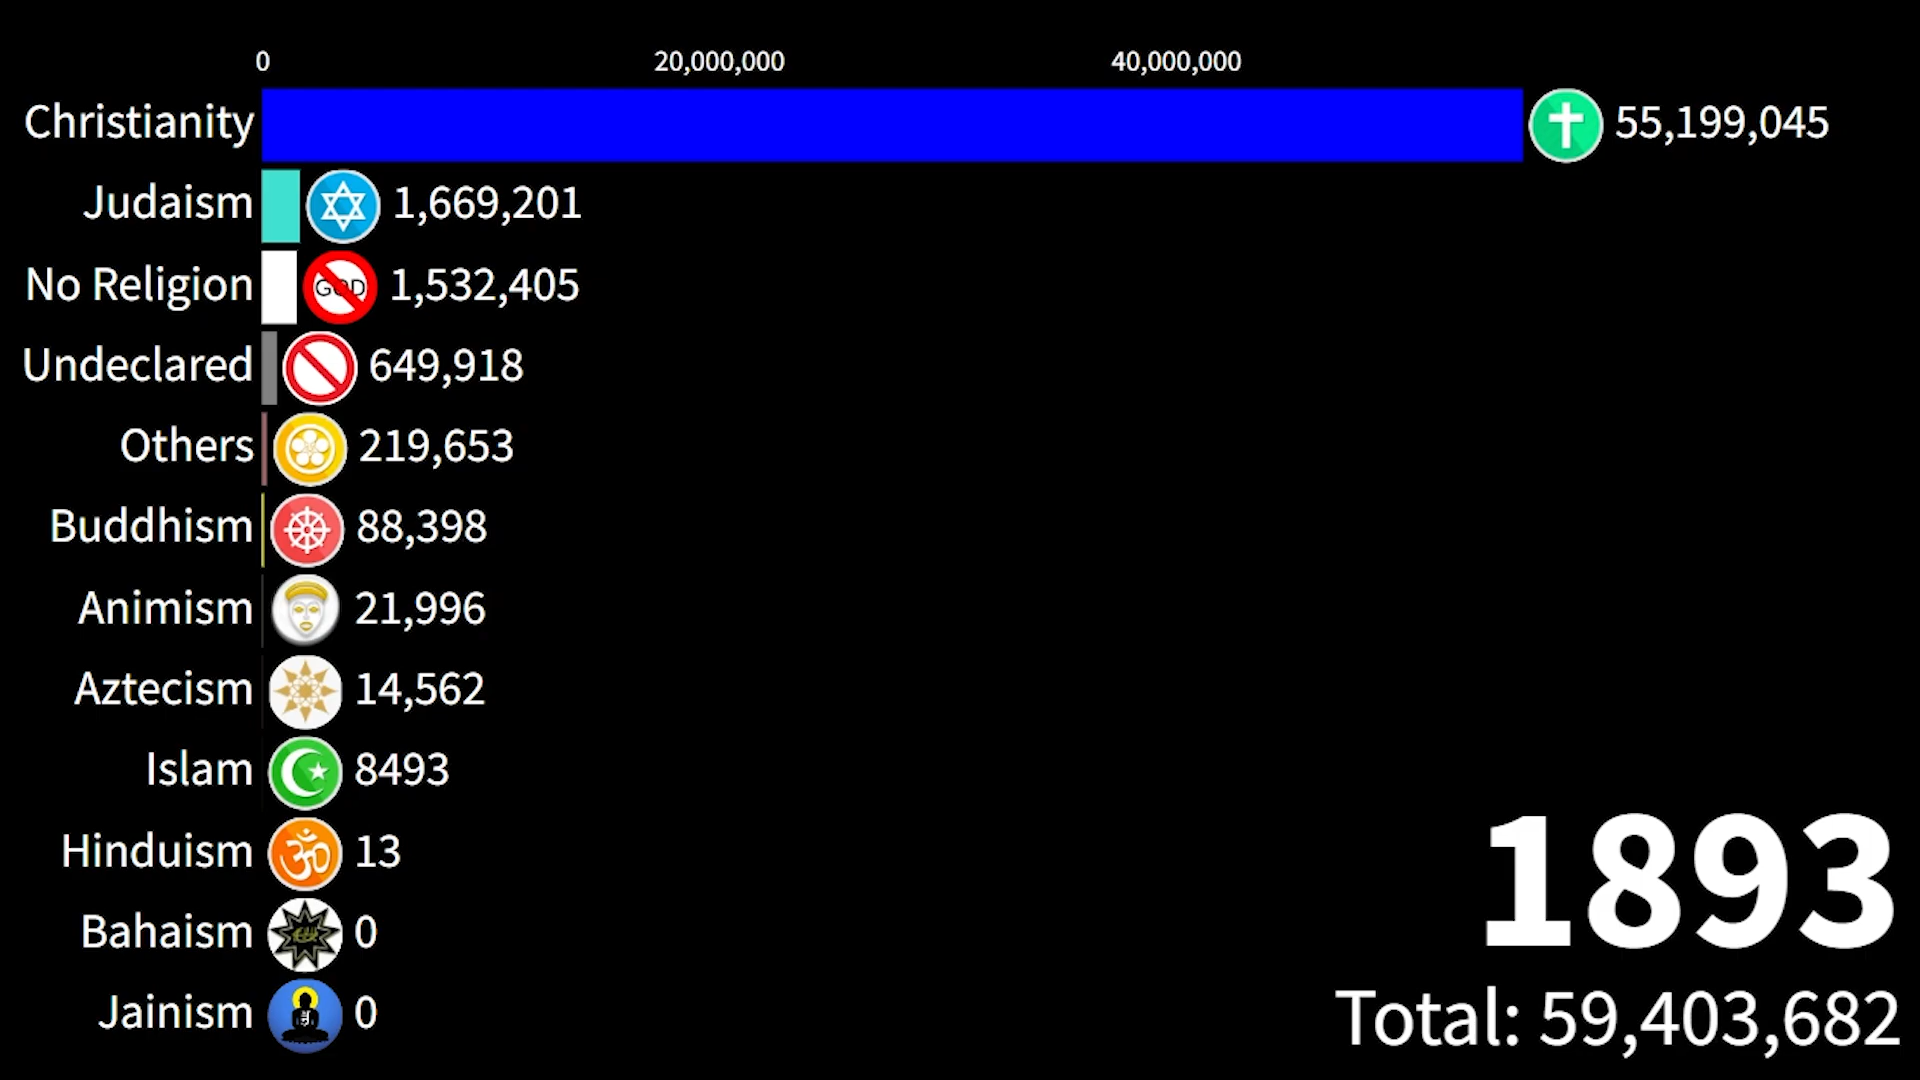 0 20,000,000 40,000,000
Christianity 55,199,045
Judaism 1,669,201
No Religion GOD 1,532,405
Undeclared 649,918
Others 219,653
Buddhism 88,398
Animism 21,996
Aztecism 14,562
Islam 8493
Hinduism ॐ 13
Bahaism 0
Jainism 0
1893
Total: 59,403,682